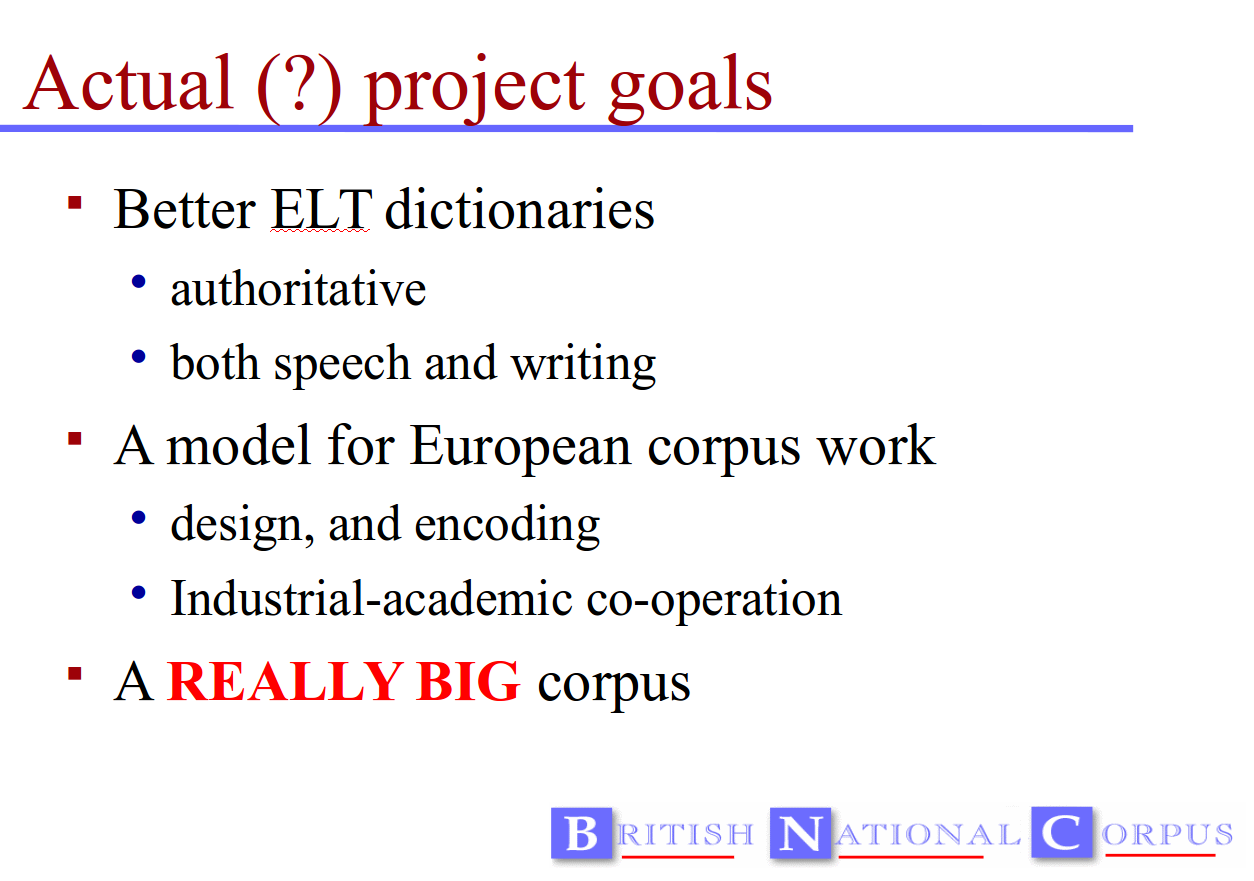 Actual (?) project goals
Better ELT dictionaries
authoritative
both speech and writing
A model for European corpus work
design, and encoding
Industrial-academic co-operation
A REALLY BIG corpus
BRITISH NATIONAL CORPUS